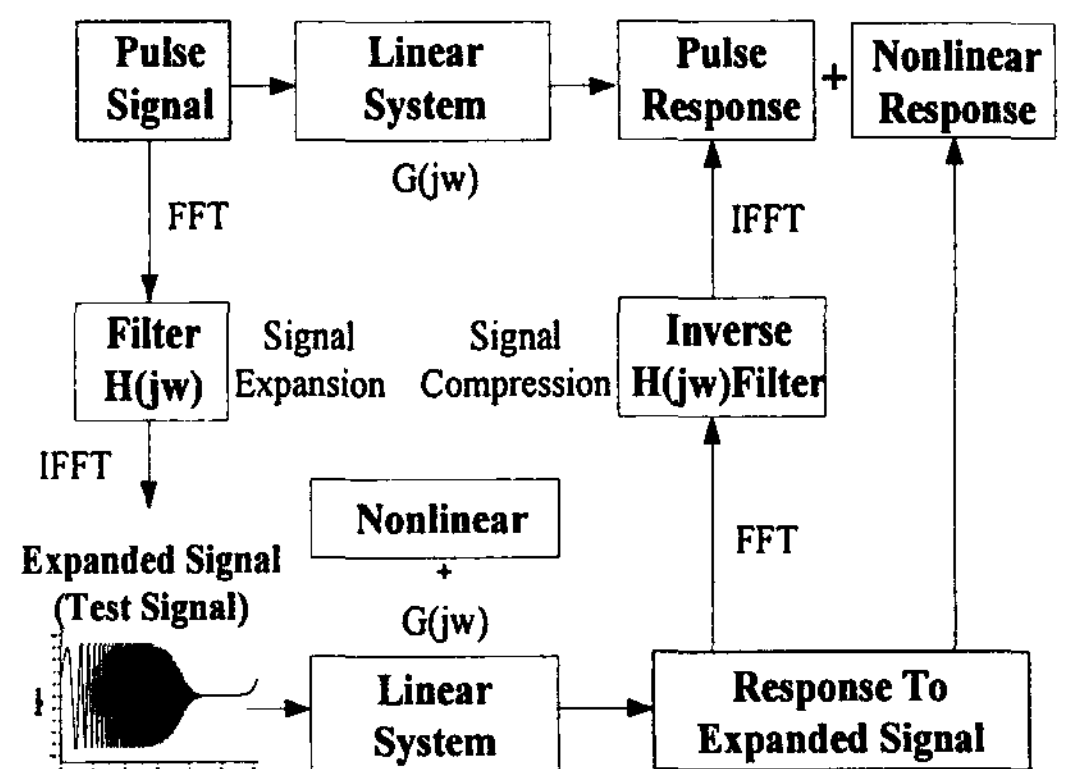 Pulse
Signal
Linear
System
Pulse
Response
+
Nonlinear
Response
G(jw)
FFT
IFFT
Filter
H(jw)
Signal
Expansion
Signal
Compression
Inverse
H(jw)Filter
IFFT
Nonlinear
+
G(jw)
FFT
Expanded Signal
(Test Signal)
Linear
System
Response To
Expanded Signal